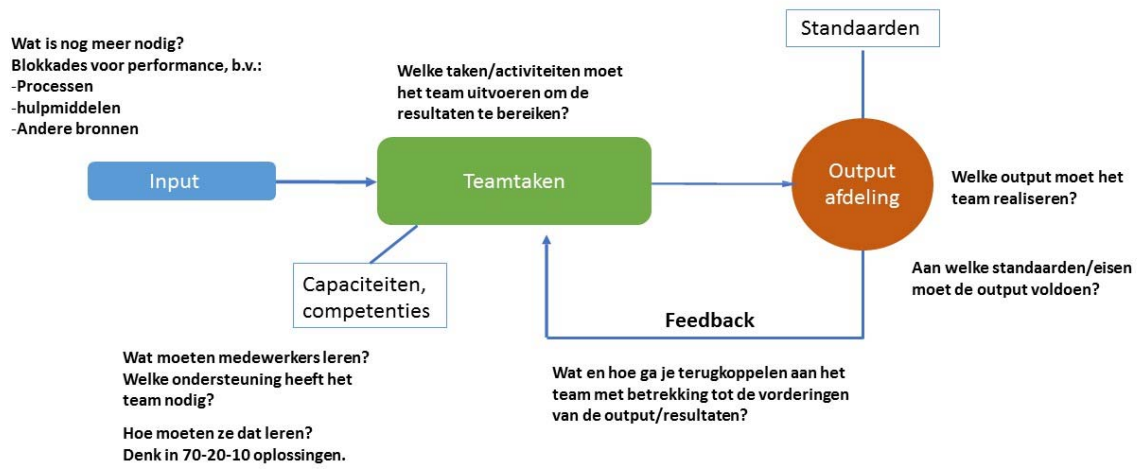 Standaarden
Wat is nog meer nodig?
Blokkades voor performance, b.v.:
-Processen
-hulpmiddelen
-Andere bronnen
Welke taken/activiteiten moet
het team uitvoeren om de
resultaten te bereiken?
Input
Teamtaken
Output
afdeling
Welke output moet het
team realiseren?
Aan welke standaarden/eisen
moet de output voldoen?
Capaciteiten,
competenties
Feedback
Wat moeten medewerkers leren?
Welke ondersteuning heeft het
team nodig?
Hoe moeten ze dat leren?
Denk in 70-20-10 oplossingen.
Wat en hoe ga je terugkoppelen aan het
team met betrekking tot de vorderingen
van de output/resultaten?